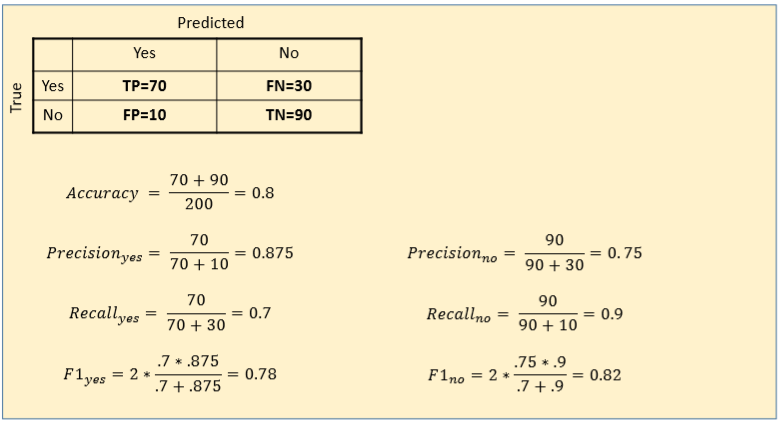 Predicted
Yes No
True Yes TP=70 FN=30
No FP=10 TN=90
Accuracy = (70 + 90)/200 = 0.8
Precision_yes = 70/(70 + 10) = 0.875 Precision_no = 90/(90 + 30) = 0.75
Recall_yes = 70/(70 + 30) = 0.7 Recall_no = 90/(90 + 10) = 0.9
F1_yes = 2 * (.7 * .875)/(.7 + .875) = 0.78 F1_no = 2 * (.75 * .9)/(.7 + .9) = 0.82